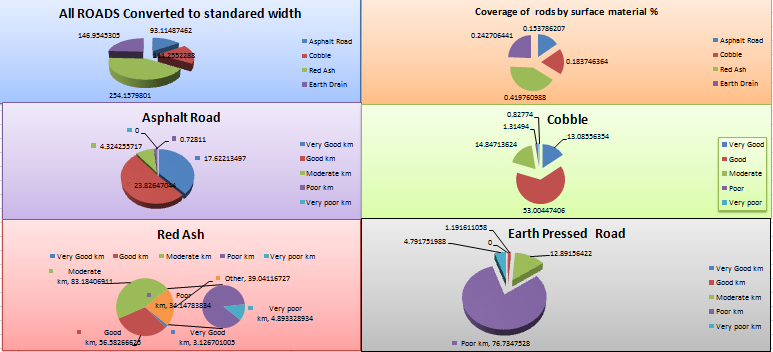 All ROADS Converted to standared width
146.9545305
93.11487462
254.1579801
Asphalt Road
Cobble
Red Ash
Earth Drain
Coverage of rods by surface material %
0.242706441
0.153786207
0.183746364
0.419760988
Asphalt Road
Cobble
Red Ash
Earth Drain
Asphalt Road
0
0.72811
4.324255717
17.62213497
23.82647044
Very Good km
Good km
Moderate km
Poor km
Very poor km
Cobble
0.82774
1.31494
13.08556354
14.84713624
53.00447406
Very Good
Good
Moderate
Poor
Very poor
Red Ash
Very Good km
Good km
Moderate km
Poor km
Very poor km
Moderate
km, 83.18406911
Other, 39.04116727
Poor
km, 34.14783834
Very poor
km, 4.893328934
Good
km, 56.58266625
Very Good
km, 3.126701005
Earth Pressed Road
1.191611058
4.791751988
0
12.89156422
Poor km, 76.7347528
Very Good km
Good km
Moderate km
Poor km
Very poor km